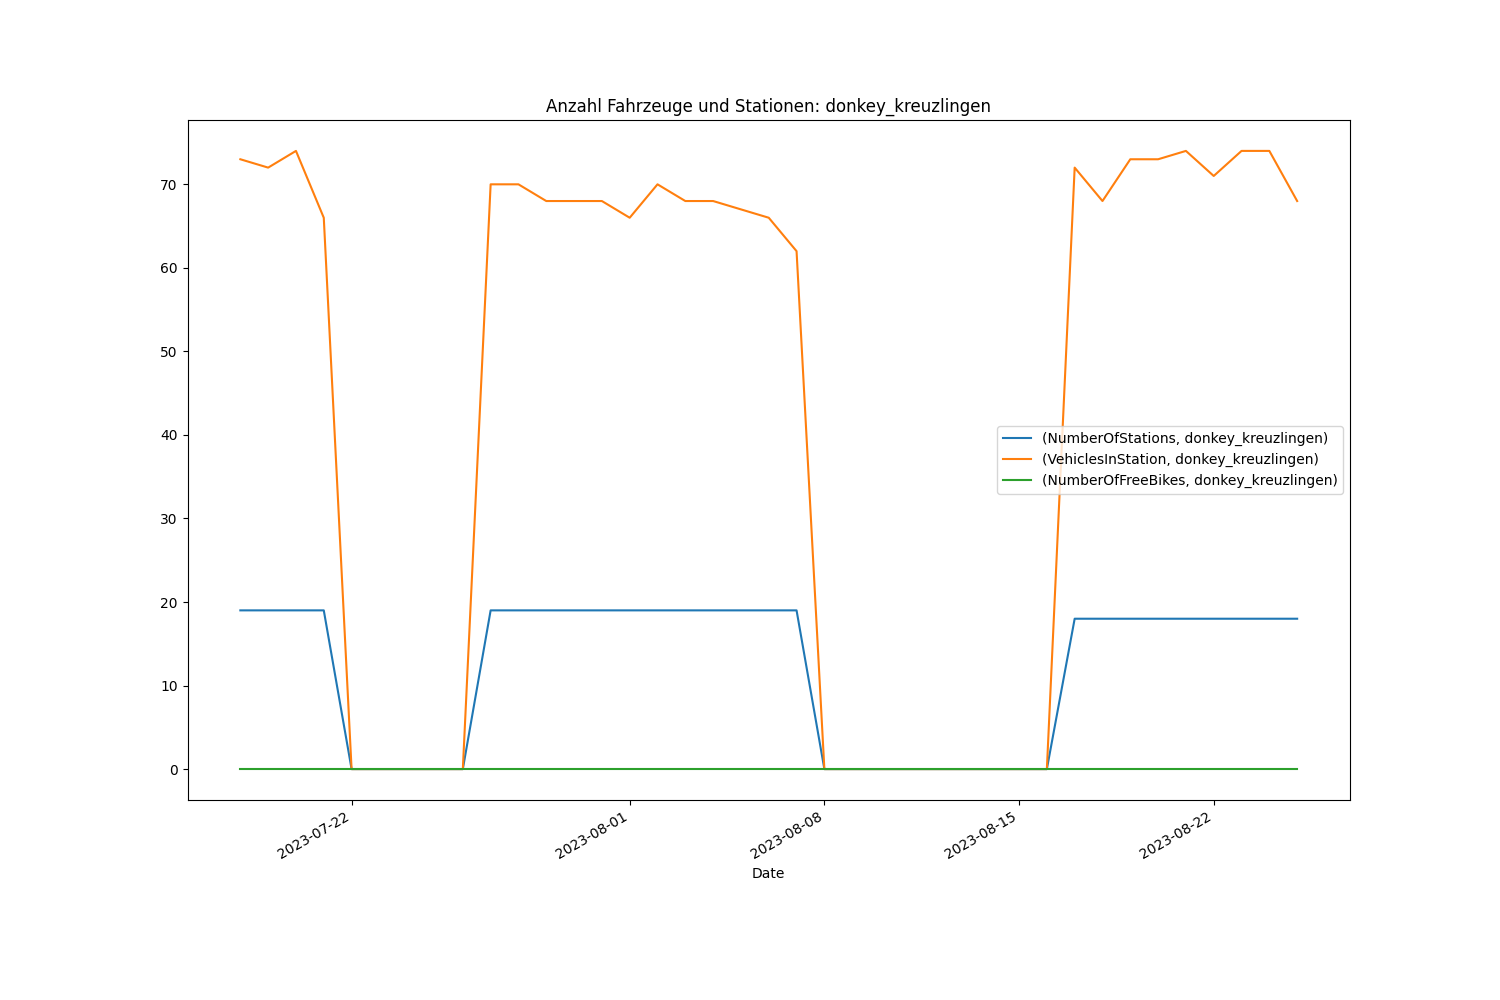 Anzahl Fahrzeuge und Stationen: donkey_kreuzlingen
70
60
50
40
30
20
10
0
(NumberOfStations, donkey_kreuzlingen)
(VehiclesInStation, donkey_kreuzlingen)
(NumberOfFreeBikes, donkey_kreuzlingen)
2023-07-22
2023-08-01
2023-08-08
2023-08-15
2023-08-22
Date